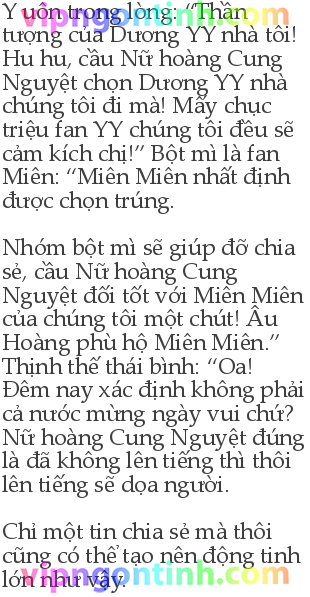 Y uôn trong lòng: “Thần
tượng của Dương YY nhà tôi!
Hu hu, cầu Nữ hoàng Cung
Nguyệt chọn Dương YY nhà
chúng tôi đi mà! Mấy chục
triệu fan YY chúng tôi đều sẽ
cảm kích chị!” Bột mì là fan
Miên: “Miên Miên nhất định
được chọn trúng.
Nhóm bột mì sẽ giúp đỡ chia
sẻ, cầu Nữ hoàng Cung
Nguyệt đối tốt với Miên Miên
của chúng tôi một chút! Âu
Hoàng phù hộ Miên Miên.”
Thịnh thế thái bình: “Oa!
Đêm nay xác định không phải
cả nước mừng ngày vui chứ?
Nữ hoàng Cung Nguyệt đúng
là đã không lên tiếng thì thôi
lên tiếng sẽ dọa người.
Chỉ một tin chia sẻ mà thôi
cũng có thể tạo nên động tĩnh
lớn như vậy.
vipngontinh.com
vipngontinh.com